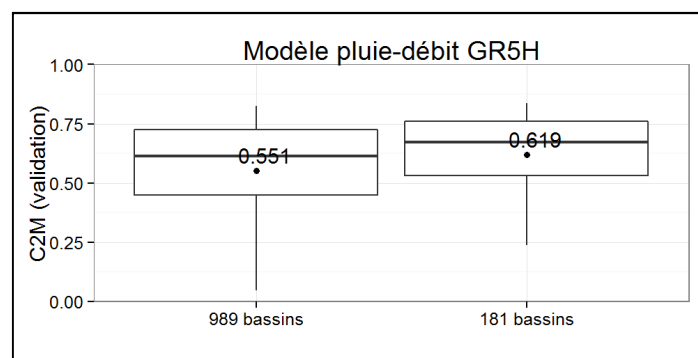 Modèle pluie-débit GR5H
C2M (validation)
1.00
0.75
0.50
0.25
0.00
0.551
0.619
989 bassins
181 bassins